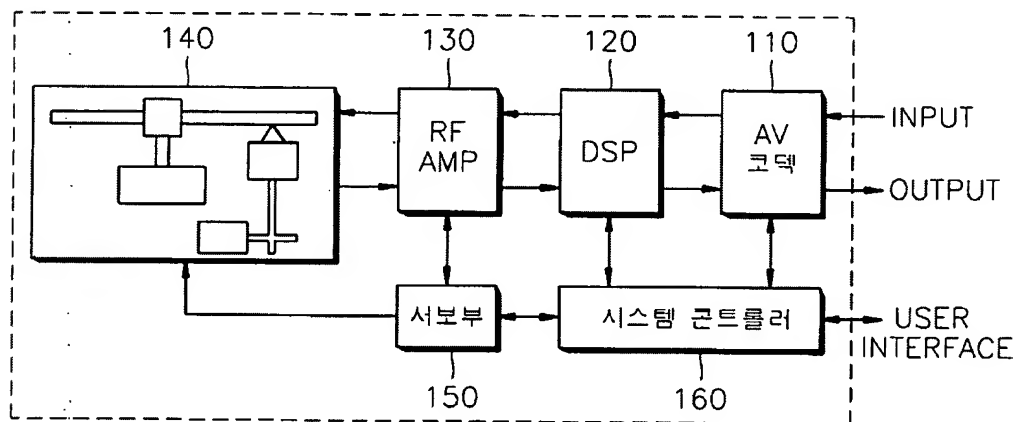 140
130
120
110
RF
AMP
DSP
AV
코덱
INPUT
OUTPUT
서보부
시스템 콘트롤러
USER
INTERFACE
150
160